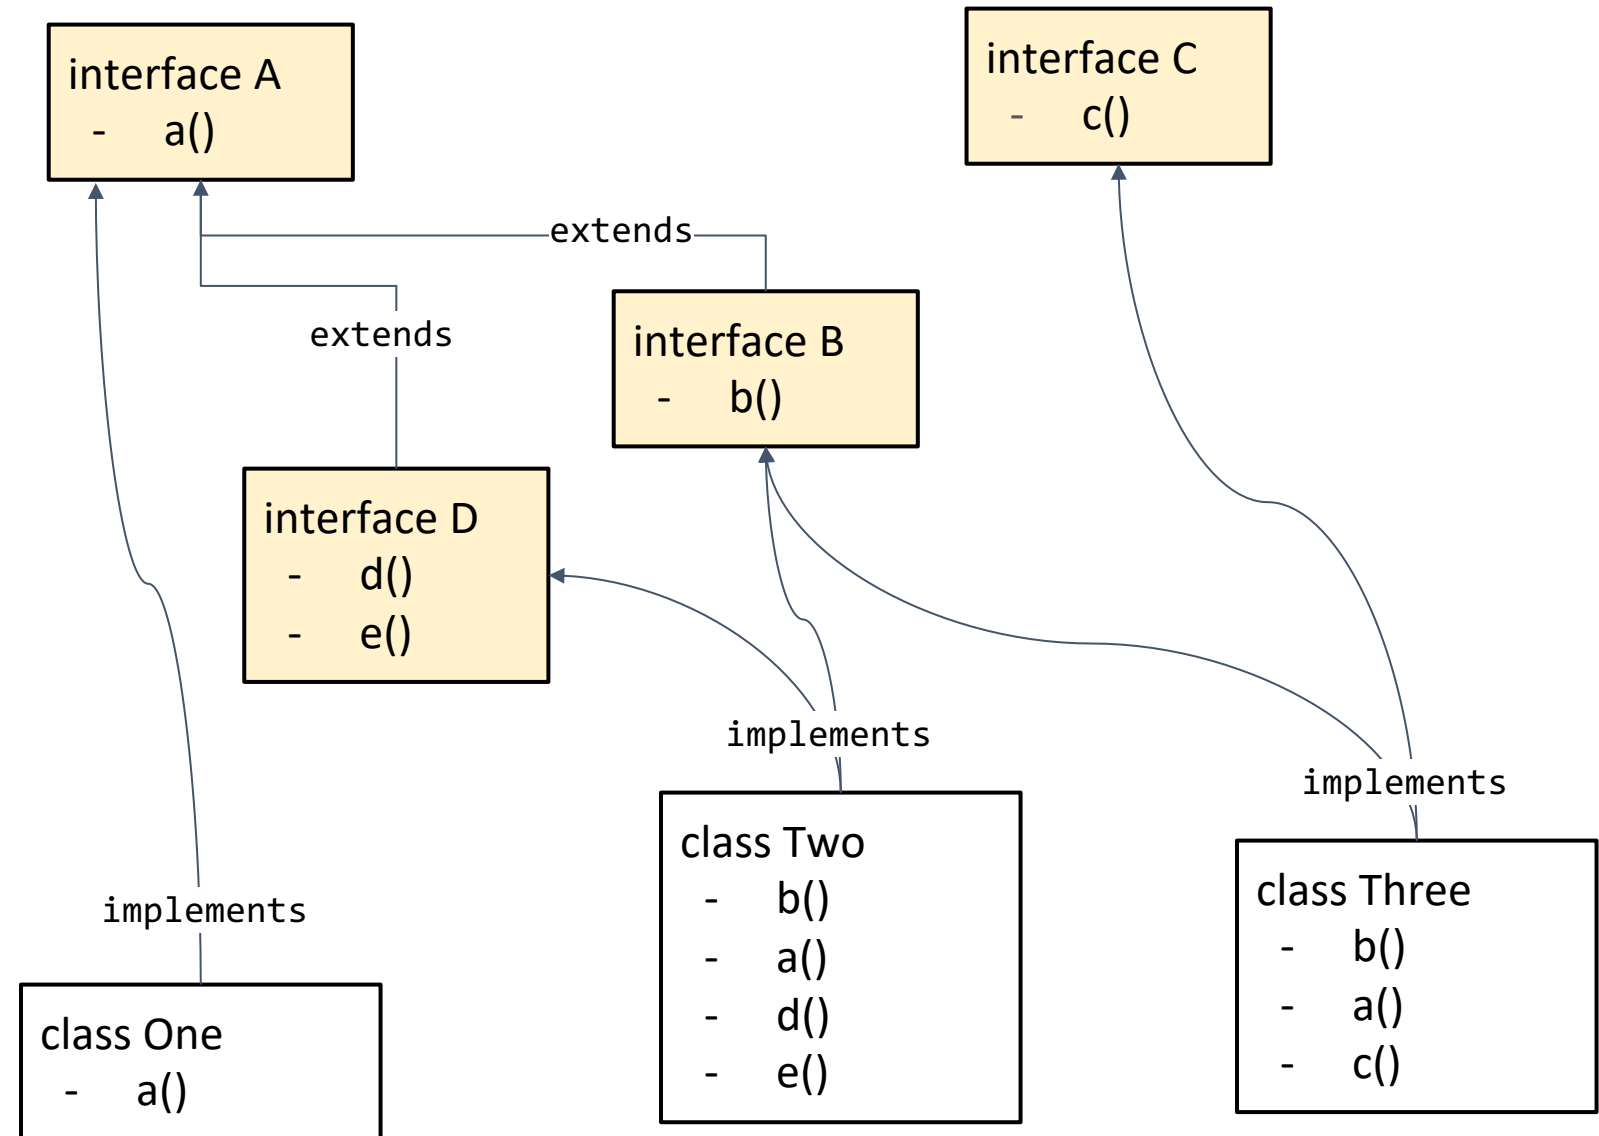 interface A
- a()
interface C
- c()
extends
extends
interface B
- b()
interface D
- d()
- e()
implements
implements
implements
class Two
- b()
- a()
- d()
- e()
class Three
- b()
- a()
- c()
class One
- a()